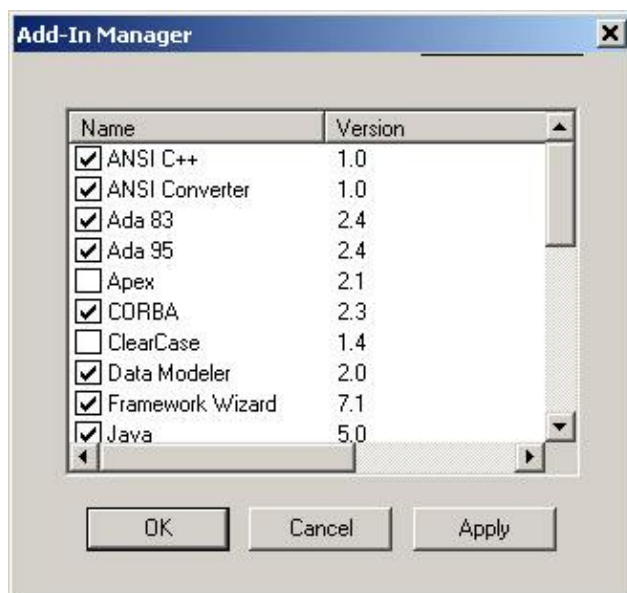 Add-In Manager
Name Version
ANSI C++ 1.0
ANSI Converter 1.0
Ada 83 2.4
Ada 95 2.4
Apex 2.1
CORBA 2.3
ClearCase 1.4
Data Modeler 2.0
Framework Wizard 7.1
Java 5.0
OK Cancel Apply